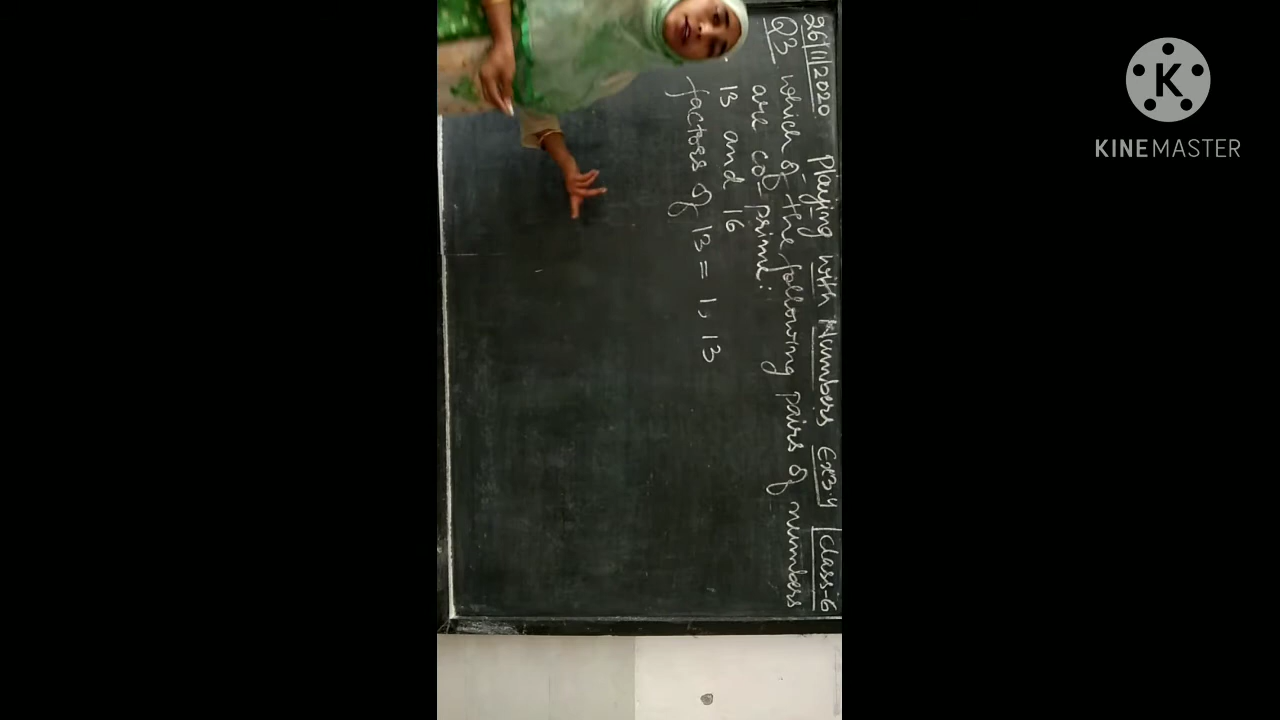 26/11/2020 Playing with Numbers Ex3.4 Class-6
Q3 which of the following pairs of numbers
are co-prime:
13 and 16
factors of 13 = 1, 13
K
KINEMASTER